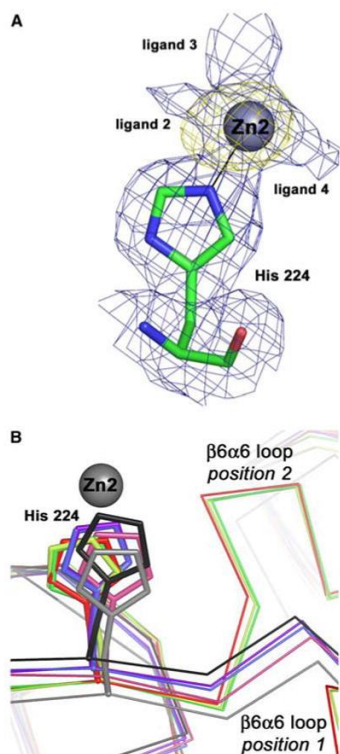 A
ligand 3
Zn2
ligand 2
ligand 4
His 224
B
β6α6 loop
position 2
Zn2
His 224
β6α6 loop
position 1